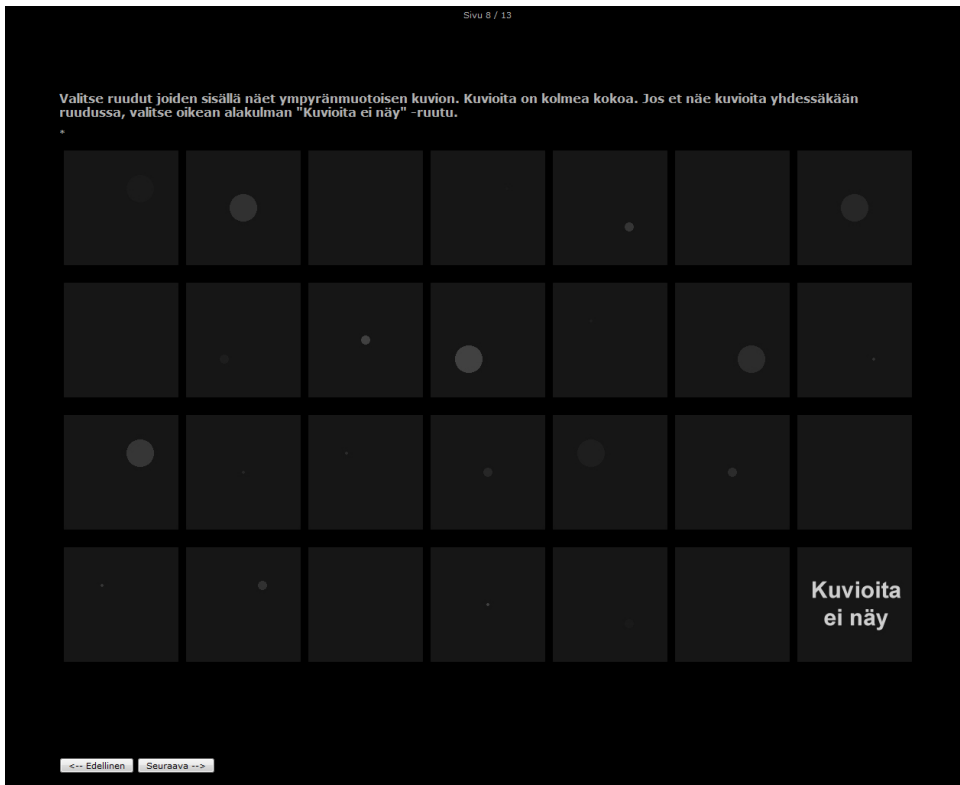 Sivu 8 / 13
Valitse ruudut joiden sisällä näet ympyränmuotoisen kuvion. Kuvioita on kolmea kokoa. Jos et näe kuvioita yhdessäkään
ruudussa, valitse oikean alakulman "Kuvioita ei näy" -ruutu.
*
Kuvioita
ei näy
<-- Edellinen
Seuraava -->